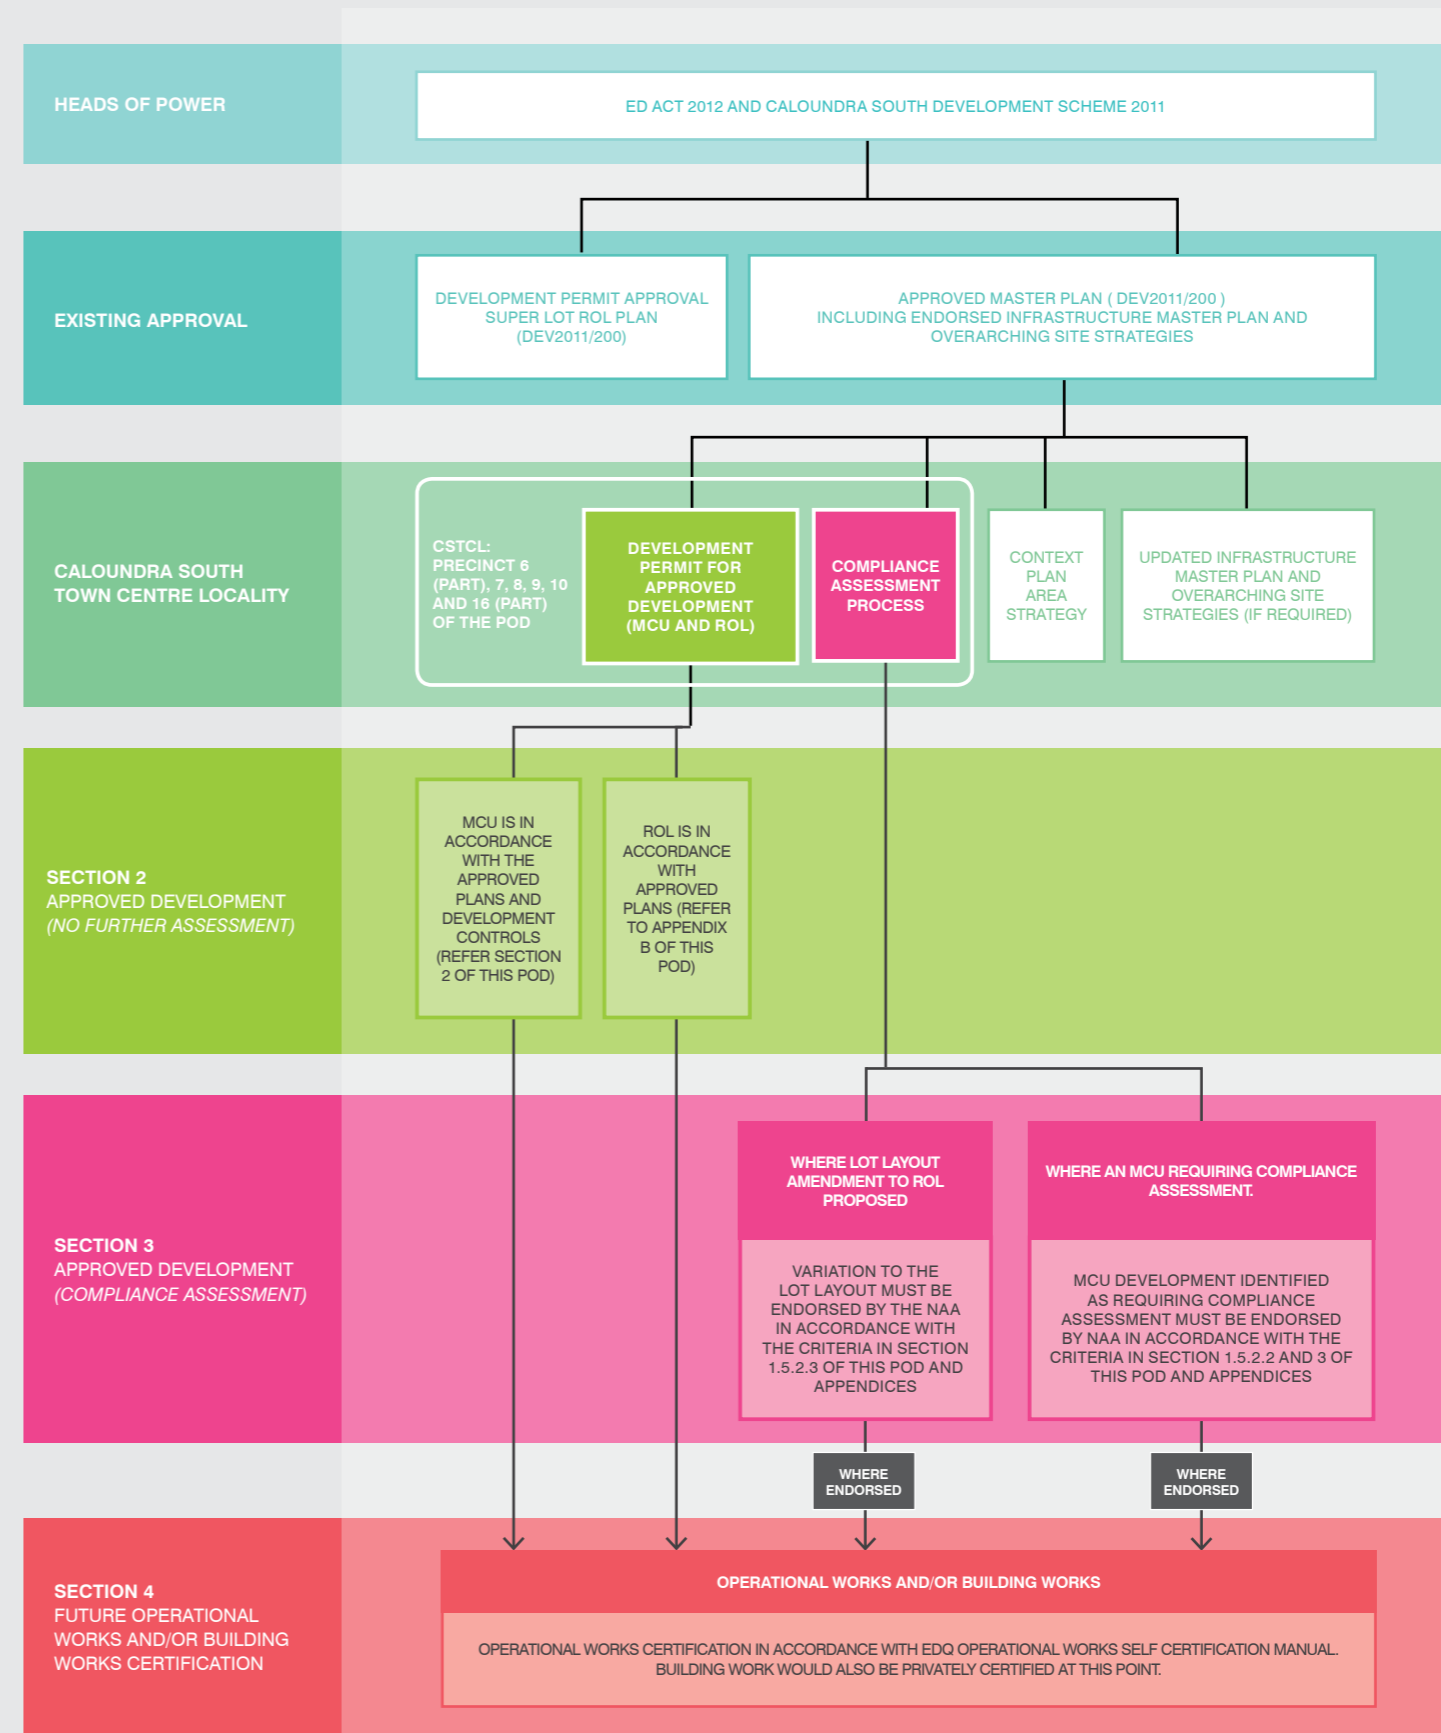 HEADS OF POWER
ED ACT 2012 AND CALOUNDRA SOUTH DEVELOPMENT SCHEME 2011
EXISTING APPROVAL
DEVELOPMENT PERMIT APPROVAL
SUPER LOT ROL PLAN
(DEV2011/200)
APPROVED MASTER PLAN ( DEV2011/200 )
INCLUDING ENDORSED INFRASTRUCTURE MASTER PLAN AND
OVERARCHING SITE STRATEGIES
CALOUNDRA SOUTH
TOWN CENTRE LOCALITY
CSTCL:
PRECINCT 6
(PART), 7, 8, 9, 10
AND 16 (PART)
OF THE POD
DEVELOPMENT
PERMIT FOR
APPROVED
DEVELOPMENT
(MCU AND ROL)
COMPLIANCE
ASSESSMENT
PROCESS
CONTEXT
PLAN
AREA
STRATEGY
UPDATED INFRASTRUCTURE
MASTER PLAN AND
OVERARCHING SITE
STRATEGIES (IF REQUIRED)
SECTION 2
APPROVED DEVELOPMENT
(NO FURTHER ASSESSMENT)
MCU IS IN
ACCORDANCE
WITH THE
APPROVED
PLANS AND
DEVELOPMENT
CONTROLS
(REFER SECTION
2 OF THIS POD)
ROL IS IN
ACCORDANCE
WITH
APPROVED
PLANS (REFER
TO APPENDIX
B OF THIS
POD)
SECTION 3
APPROVED DEVELOPMENT
(COMPLIANCE ASSESSMENT)
WHERE LOT LAYOUT
AMENDMENT TO ROL
PROPOSED
VARIATION TO THE
LOT LAYOUT MUST BE
ENDORSED BY THE NAA
IN ACCORDANCE WITH
THE CRITERIA IN SECTION
1.5.2.3 OF THIS POD AND
APPENDICES
WHERE AN MCU REQUIRING COMPLIANCE
ASSESSMENT.
MCU DEVELOPMENT IDENTIFIED
AS REQUIRING COMPLIANCE
ASSESSMENT MUST BE ENDORSED
BY NAA IN ACCORDANCE WITH THE
CRITERIA IN SECTION 1.5.2.2 AND 3 OF
THIS POD AND APPENDICES
WHERE
ENDORSED
WHERE
ENDORSED
SECTION 4
FUTURE OPERATIONAL
WORKS AND/OR BUILDING
WORKS CERTIFICATION
OPERATIONAL WORKS AND/OR BUILDING WORKS
OPERATIONAL WORKS CERTIFICATION IN ACCORDANCE WITH EDQ OPERATIONAL WORKS SELF CERTIFICATION MANUAL.
BUILDING WORK WOULD ALSO BE PRIVATELY CERTIFIED AT THIS POINT.